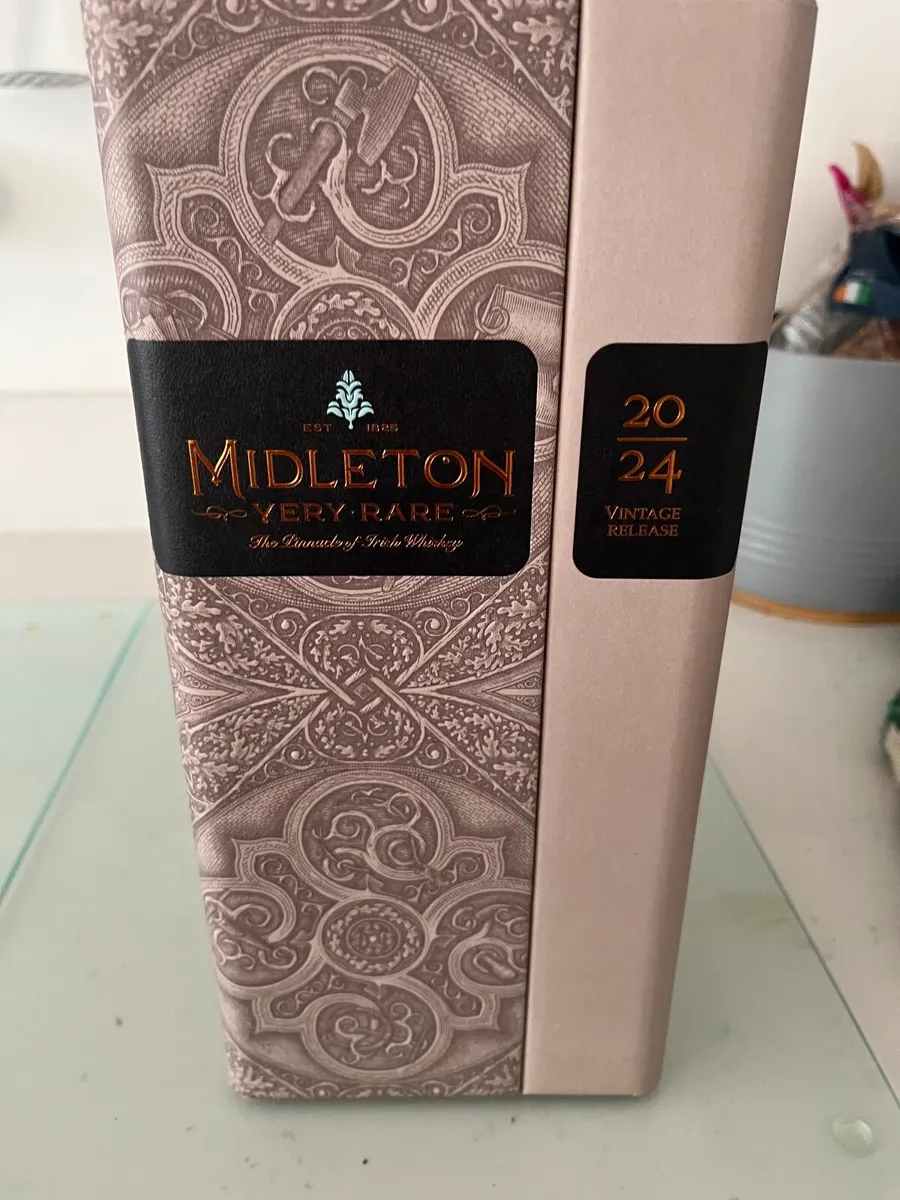 EST 1825
MIDLETON
VERY RARE
The Pinnacle of Irish Whiskey
20
24
VINTAGE
RELEASE